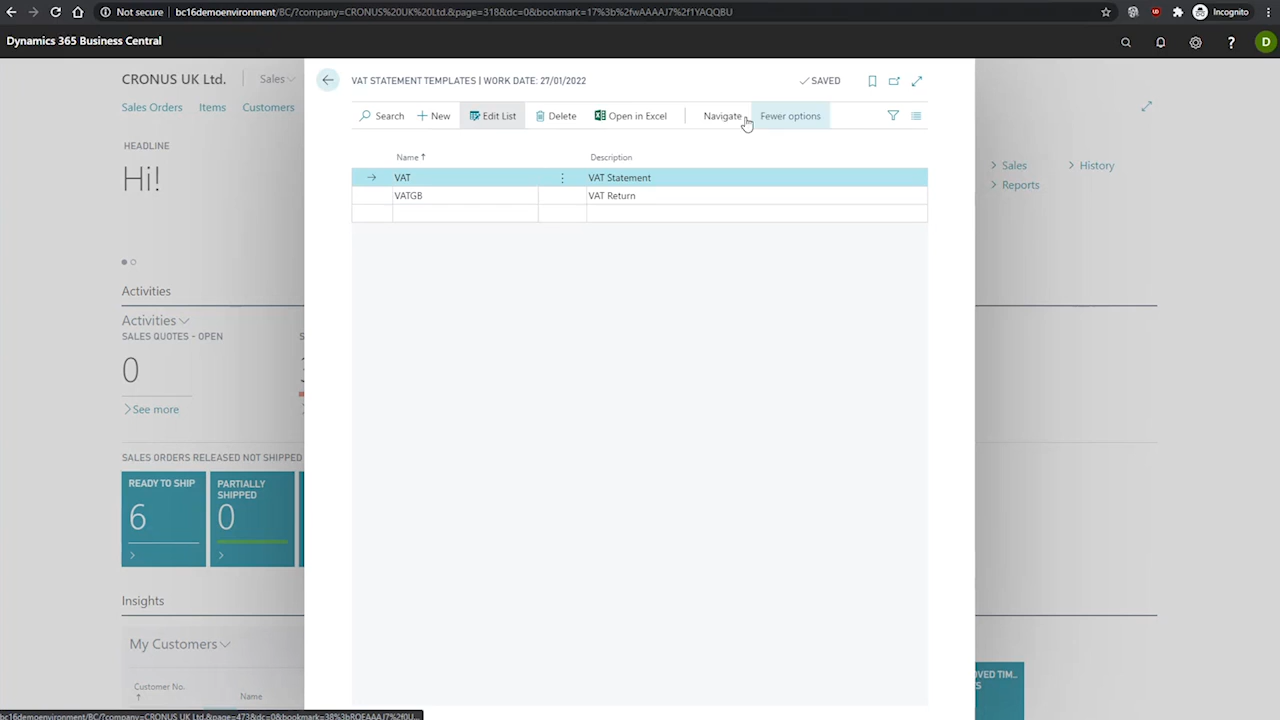 Not secure | bc16demoenvironment/BC/?company=CRONUS%20UK%20Ltd.&page=318&dc=0&bookmark=17%3b%2fwAAAAJ7%2f1YAQQBU
Incognito
Dynamics 365 Business Central
? D
CRONUS UK Ltd. Sales
VAT STATEMENT TEMPLATES | WORK DATE: 27/01/2022 SAVED
Sales Orders Items Customers
Search + New Edit List Delete Open in Excel Navigate Fewer options
HEADLINE
Hi!
Name ↑ Description
VAT VAT Statement
VATGB VAT Return
> Sales > History
> Reports
Activities
Activities
SALES QUOTES - OPEN
0
>See more
SALES ORDERS RELEASED NOT SHIPPED
READY TO SHIP
6
PARTIALLY SHIPPED
0
Insights
My Customers
Customer No. ↑ Name